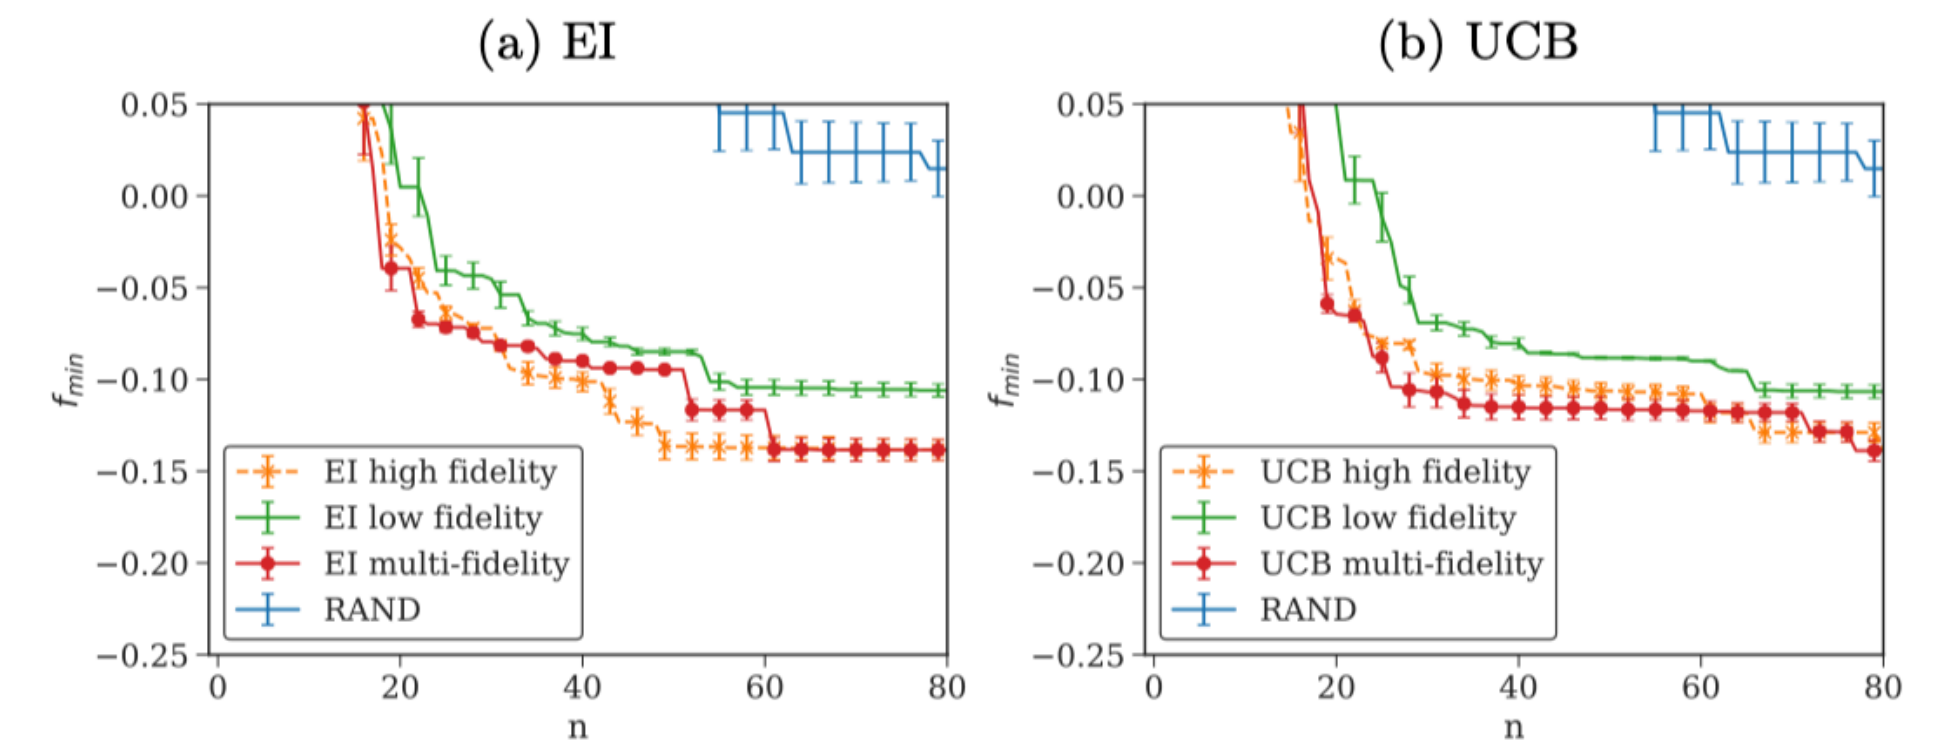 (a) EI
0.05
0.00
−0.05
−0.10
−0.15
−0.20
−0.25
f_min
EI high fidelity
EI low fidelity
EI multi-fidelity
RAND
0 20 40 60 80
n
(b) UCB
0.05
0.00
−0.05
−0.10
−0.15
−0.20
−0.25
f_min
UCB high fidelity
UCB low fidelity
UCB multi-fidelity
RAND
0 20 40 60 80
n